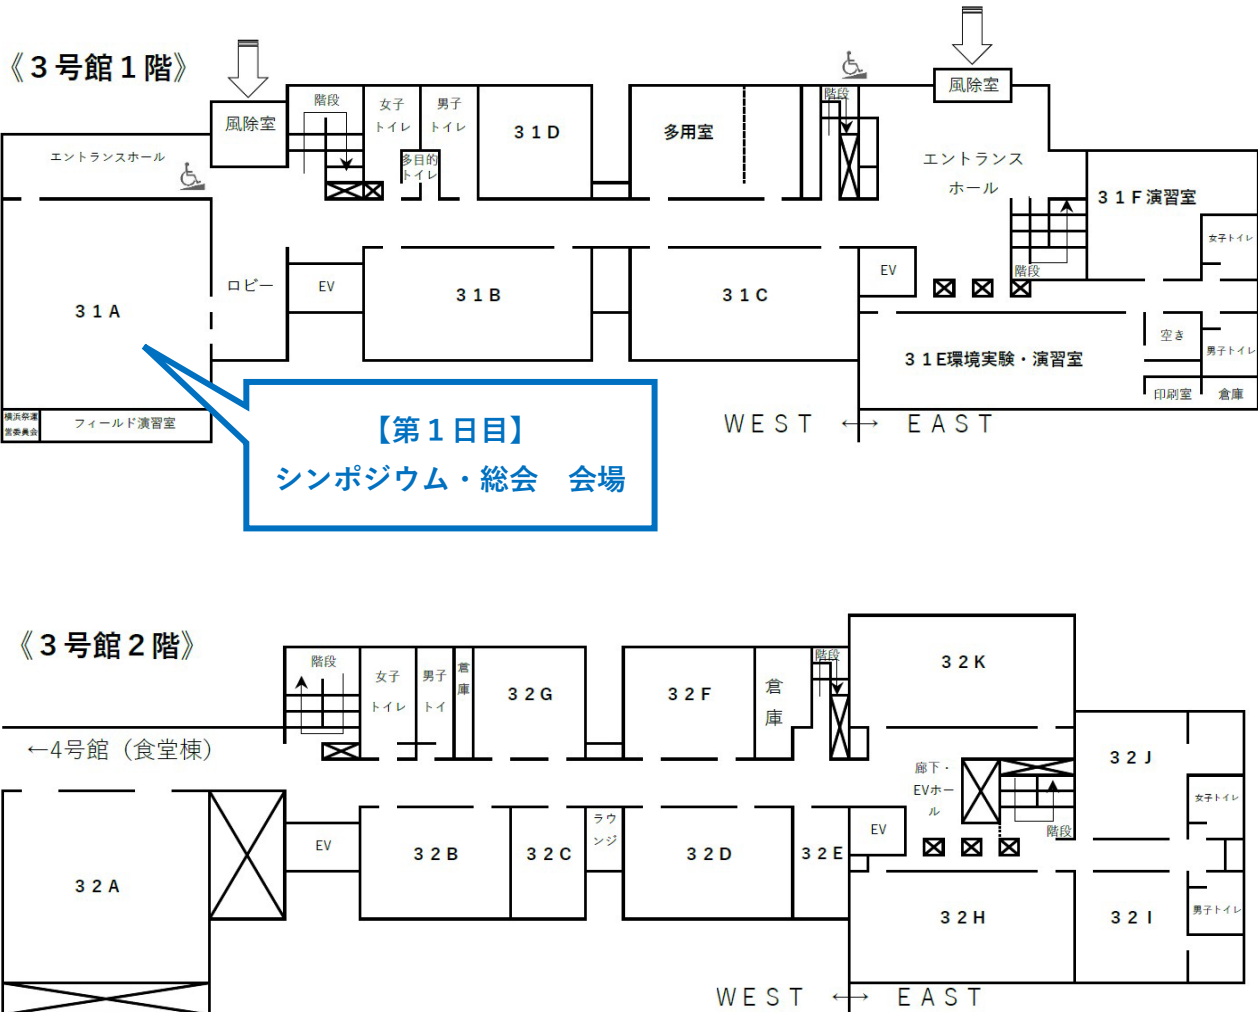 《３号館１階》
風除室
階段
女子
トイレ
男子
トイレ
多目的
トイレ
３１Ｄ
多用室
階段
風除室
エントランスホール
エントランス
ホール
３１Ｆ演習室
女子トイレ
階段
ロビー
EV
３１Ｂ
３１Ｃ
EV
３１Ａ
３１Ｅ環境実験・演習室
空き
男子トイレ
印刷室
倉庫
横浜祭運
営委員会
フィールド演習室
ＷＥＳＴ ←→ ＥＡＳＴ
【第１日目】
シンポジウム・総会　会場
《３号館２階》
階段
女子
トイレ
男子
トイ
倉
庫
３２Ｇ
３２Ｆ
倉
庫
階段
３２Ｋ
←4号館（食堂棟）
廊下・
EVホー
ル
３２Ｊ
女子トイレ
階段
３２Ａ
EV
３２Ｂ
３２Ｃ
ラウ
ンジ
３２Ｄ
３２Ｅ
EV
３２Ｈ
３２Ｉ
男子トイレ
ＷＥＳＴ ←→ ＥＡＳＴ